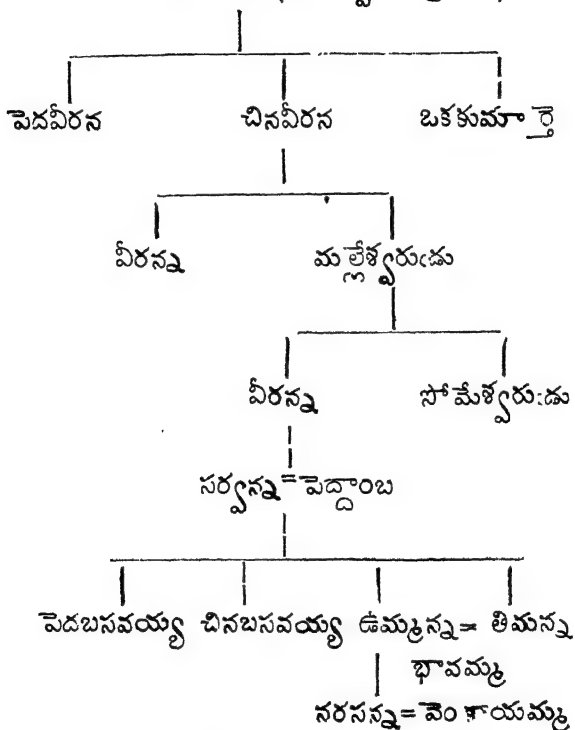 పెదవీరన చినవీరన ఒకకుమార్తె
వీరన్న మల్లేశ్వరుఁడు
వీరన్న సోమేశ్వరుఁడు
సర్వన్న=పెద్దాంబ
పెదబసవయ్య చినబసవయ్య ఉమ్మన్న= తిమన్న
భావమ్మ
నరసన్న=వెంగాయమ్మ